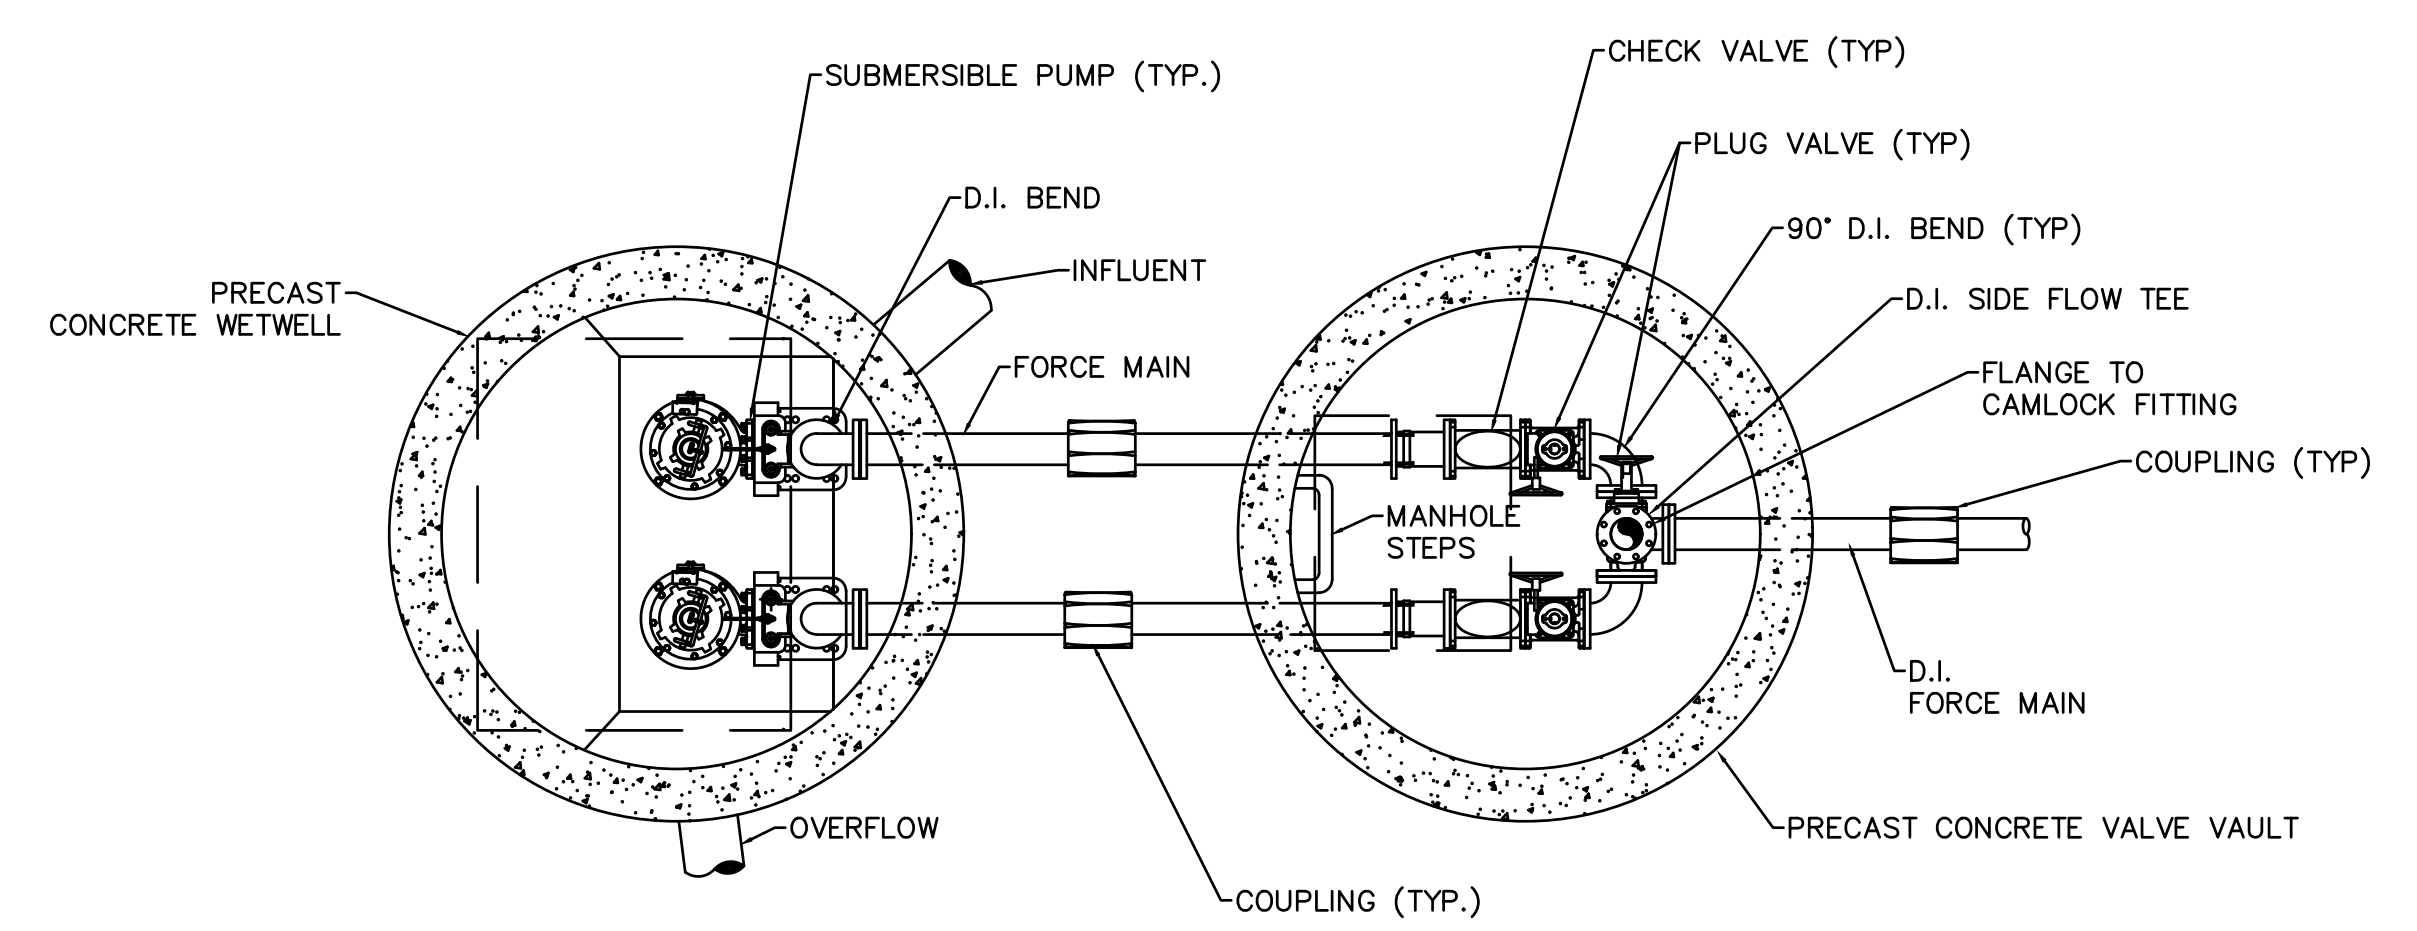 CHECK VALVE (TYP)
SUBMERSIBLE PUMP (TYP.)
PLUG VALVE (TYP)
D.I. BEND
90° D.I. BEND (TYP)
INFLUENT
PRECAST
CONCRETE WETWELL
D.I. SIDE FLOW TEE
FORCE MAIN
FLANGE TO
CAMLOCK FITTING
COUPLING (TYP)
MANHOLE
STEPS
D.I.
FORCE MAIN
OVERFLOW
PRECAST CONCRETE VALVE VAULT
COUPLING (TYP.)